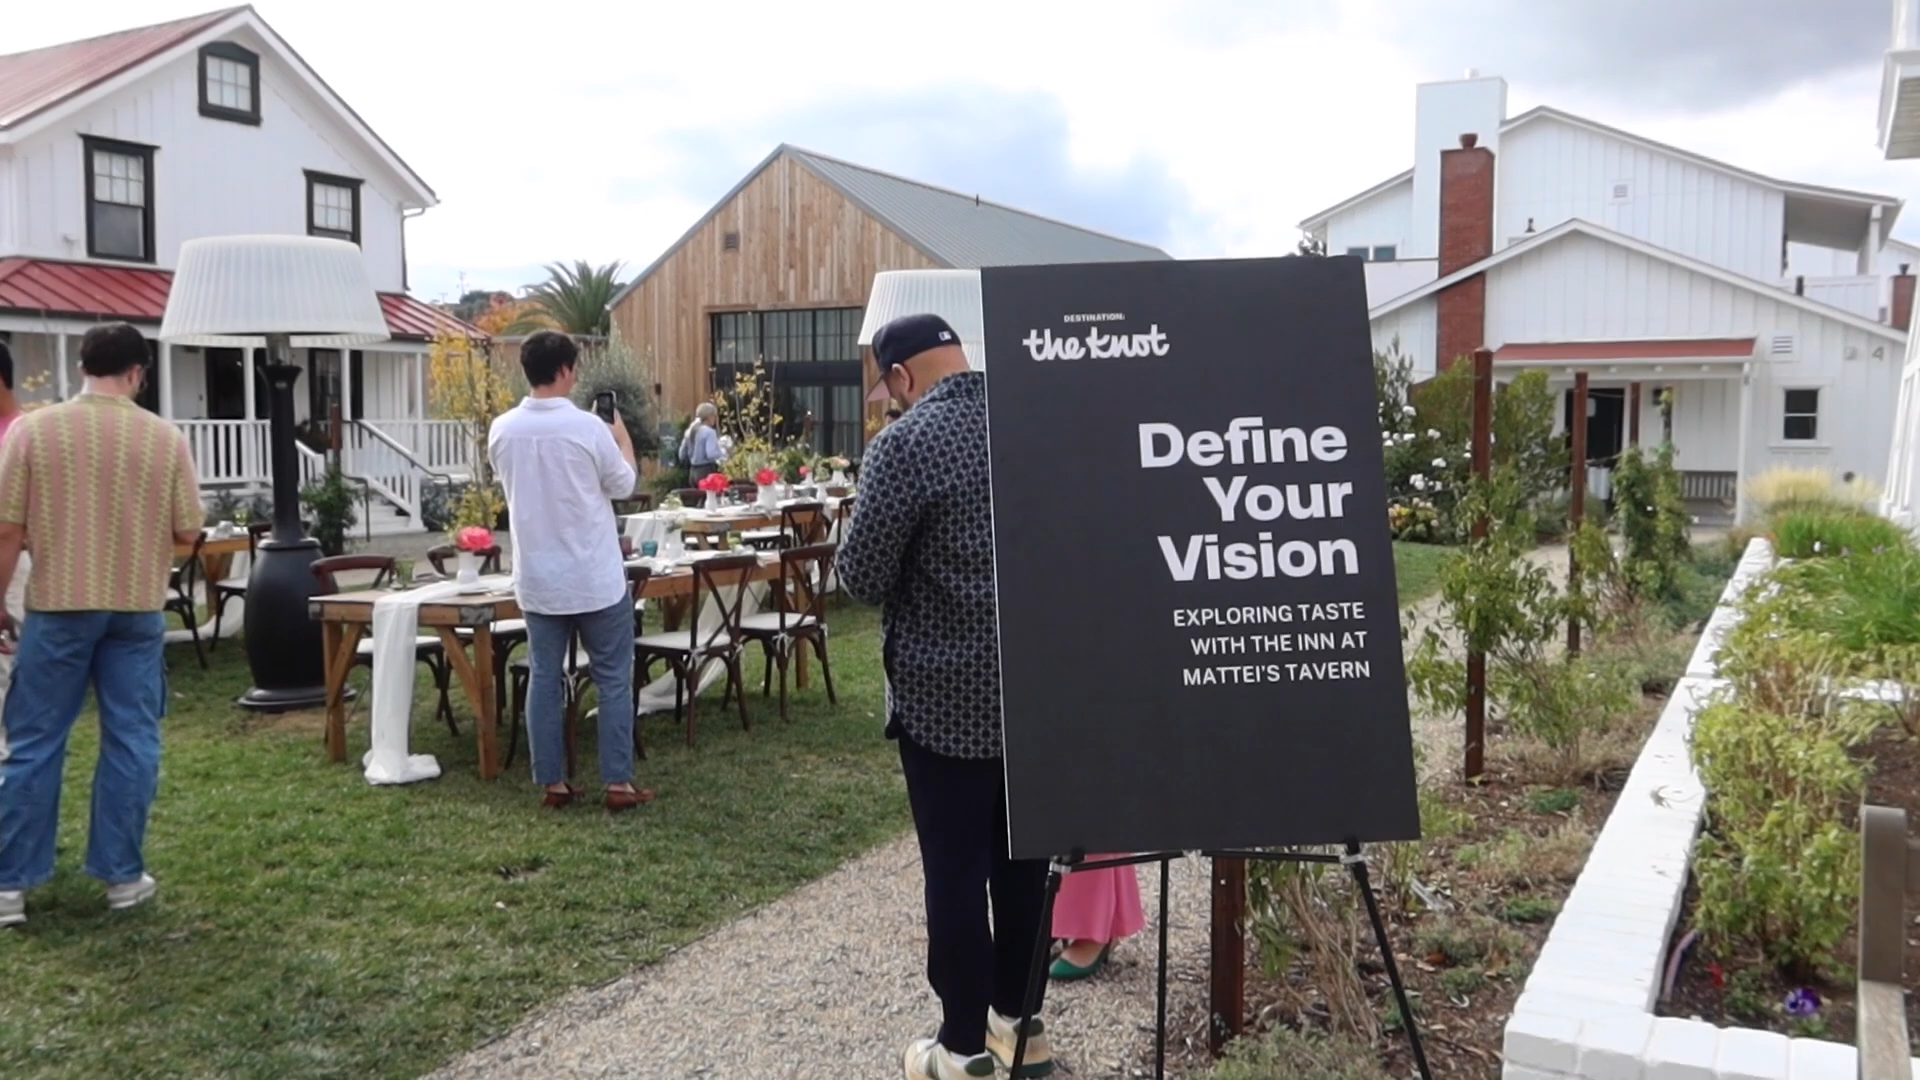 DESTINATION:
the knot
Define
Your
Vision
EXPLORING TASTE
WITH THE INN AT
MATTEI'S TAVERN